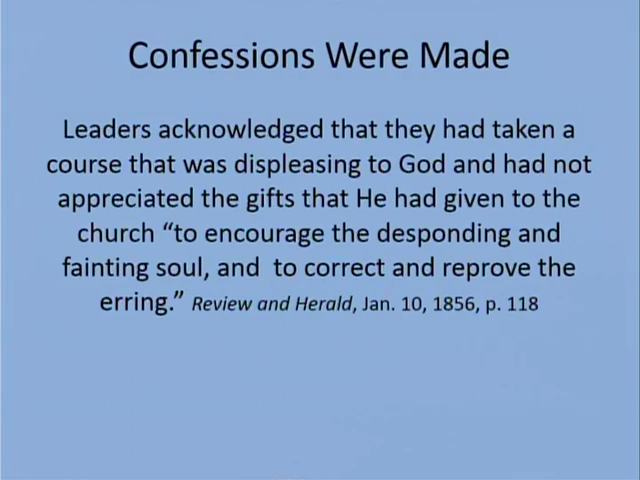 Confessions Were Made
Leaders acknowledged that they had taken a
course that was displeasing to God and had not
appreciated the gifts that He had given to the
church “to encourage the desponding and
fainting soul, and  to correct and reprove the
erring.” Review and Herald, Jan. 10, 1856, p. 118